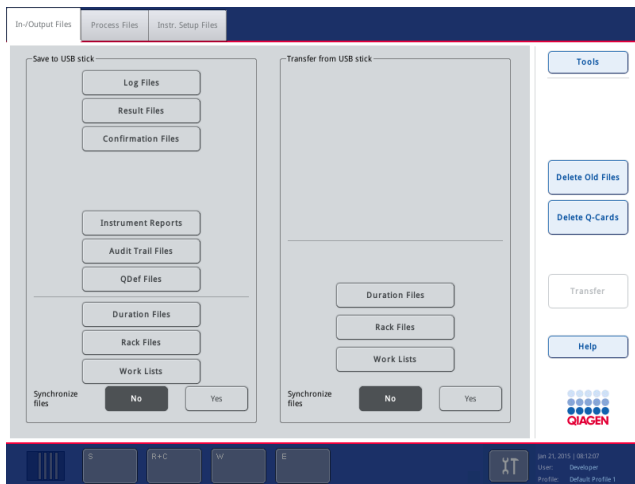 In-/Output Files
Process Files
Instr. Setup Files
Save to USB stick
Log Files
Result Files
Confirmation Files
Instrument Reports
Audit Trail Files
QDef Files
Duration Files
Rack Files
Work Lists
Synchronize
files
No
Yes
Transfer from USB stick
Duration Files
Rack Files
Work Lists
Synchronize
files
No
Yes
Tools
Delete Old Files
Delete Q-Cards
Transfer
Help
QIAGEN
S
R+C
W
E
Jan 21, 2015 | 08:12:07
User: Developer
Profile: Default Profile 1